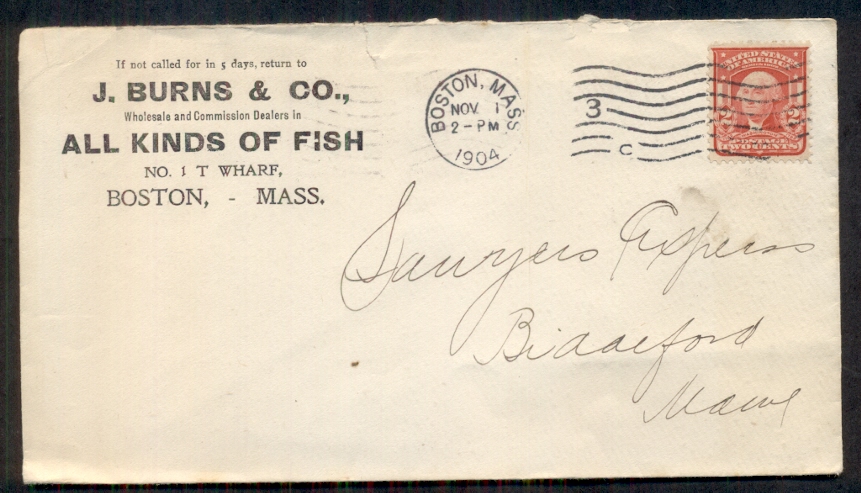 If not called for in 5 days, return to
J. BURNS & CO.,
Wholesale and Commission Dealers in
ALL KINDS OF FISH
NO. 1 T WHARF,
BOSTON, - MASS.
BOSTON, MASS
NOV 1
2-PM
1904
3
C
UNITED STATES
OF AMERICA
2 2
POSTAGE
TWO CENTS
Sawyers Express
Biddeford
Maine